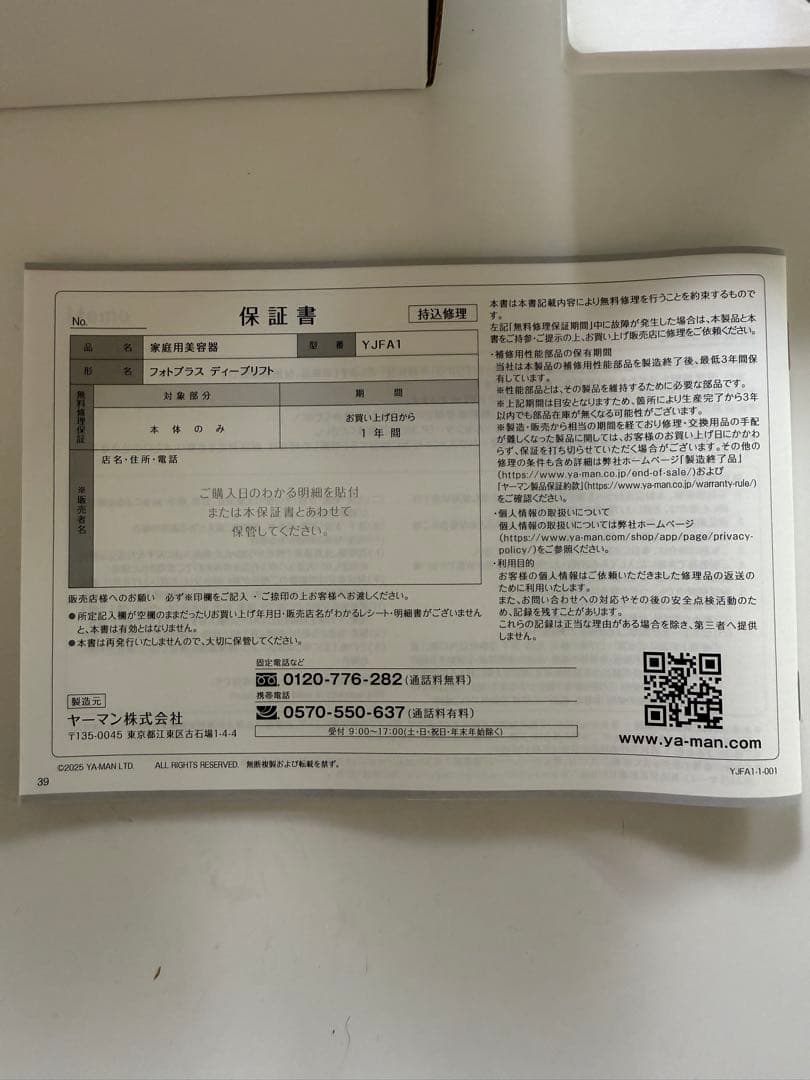 No.
保証書
持込修理
品名 家庭用美容器 型番 YJFA1
形名 フォトプラス ディープリフト
無料修理保証
対象部分 期間
本体のみ お買い上げ日から
1年間
※販売者名
店名・住所・電話
ご購入日のわかる明細を貼付
または本保証書とあわせて
保管してください。
販売店様へのお願い 必ず※印欄をご記入・ご捺印の上お客様へお渡しください。
●所定記入欄が空欄のままだったりお買い上げ年月日・販売店名がわかるレシート・明細書がございません
と、本書は有効とはなりません。
●本書は再発行いたしませんので、大切に保管してください。
本書は本書記載内容により無料修理を行うことを約束するもので
す。
左記「無料修理保証期間」中に故障が発生した場合は、本製品と本
書をご持参・ご提示の上、お買い上げ販売店に修理をご依頼ください。
・補修用性能部品の保有期間
当社は本製品の補修用性能部品を製造終了後、最低3年間保
有しています。
※性能部品とは、その製品を維持するために必要な部品です。
※上記期間は目安となりますため、箇所により生産完了から3年
以内でも部品在庫が無くなる可能性がございます。
※製造・販売から相当の期間を経ており修理・交換用品の手配
が難しくなった製品に関しては、お客様のお買い上げ日にかかわ
らず、保証を打ち切らせていただく場合がございます。その他の
修理の条件も含め詳細は弊社ホームページ「製造終了品」
(https://www.ya-man.co.jp/end-of-sale/)および
「ヤーマン製品保証約款」(https://www.ya-man.co.jp/warranty-rule/)
をご確認ください。
・個人情報の取扱いについて
個人情報の取扱いについては弊社ホームページ
(https://www.ya-man.com/shop/app/page/privacy-
policy/)をご参照ください。
・利用目的
お客様の個人情報はご依頼いただきました修理品の返送のた
めに利用いたします。
また、お問い合わせへの対応やその後の安全点検活動のた
め、記録を残すことがあります。
これらの記録は正当な理由がある場合を除き、第三者へ提供
しません。
固定電話など
0120-776-282(通話料無料)
携帯電話
0570-550-637(通話料有料)
受付 9:00~17:00(土・日・祝日・年末年始除く)
製造元
ヤーマン株式会社
〒135-0045 東京都江東区古石場1-4-4
www.ya-man.com
©2025 YA-MAN LTD. ALL RIGHTS RESERVED. 無断複製および転載を禁ず。
YJFA1-1-001
39